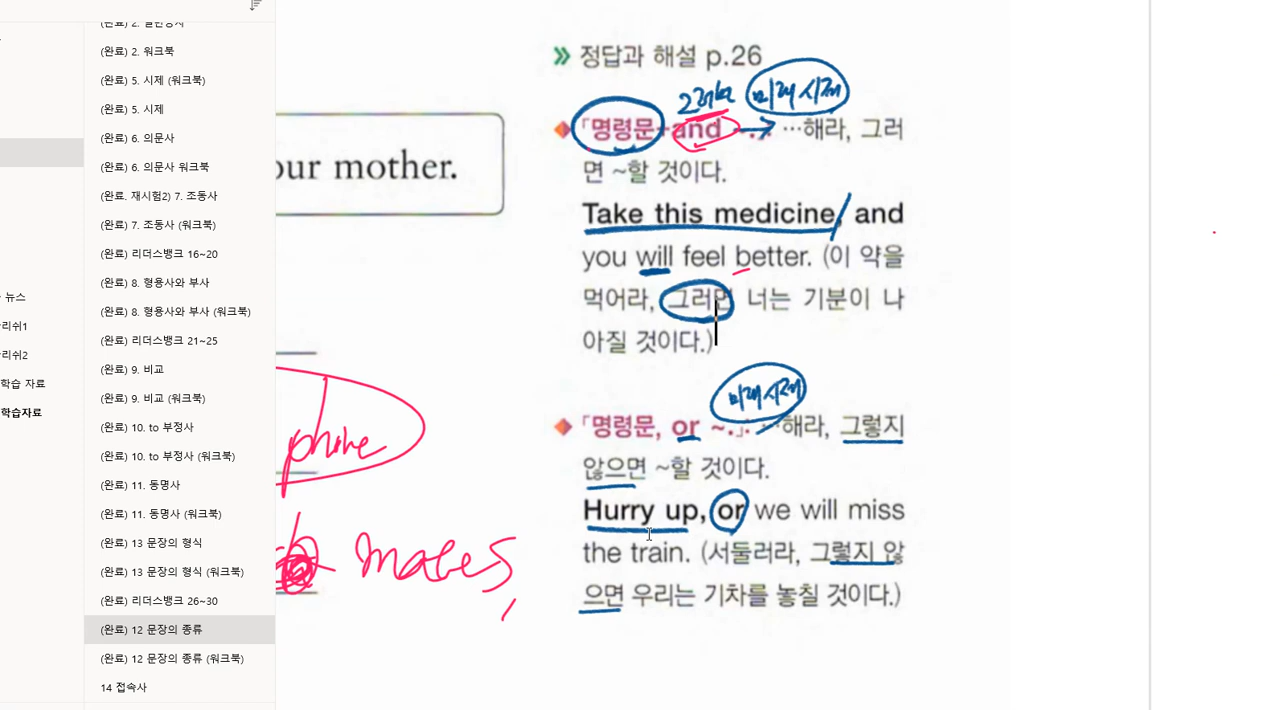 (완료) 2. 일반동사
(완료) 2. 워크북
(완료) 5. 시제 (워크북)
(완료) 5. 시제
(완료) 6. 의문사
(완료) 6. 의문사 워크북
(완료. 재시험2) 7. 조동사
(완료) 7. 조동사 (워크북)
(완료) 리더스뱅크 16~20
(완료) 8. 형용사와 부사
(완료) 8. 형용사와 부사 (워크북)
(완료) 리더스뱅크 21~25
(완료) 9. 비교
(완료) 9. 비교 (워크북)
(완료) 10. to 부정사
(완료) 10. to 부정사 (워크북)
(완료) 11. 동명사
(완료) 11. 동명사 (워크북)
(완료) 13 문장의 형식
(완료) 13 문장의 형식 (워크북)
(완료) 리더스뱅크 26~30
(완료) 12 문장의 종류
(완료) 12 문장의 종류 (워크북)
14 접속사
뉴스
리쉬1
리쉬2
학습 자료
학습자료
our mother.
phone
makes
정답과 해설 p.26
그러면 미래시제
「명령문+and ~.」: …해라, 그러
면 ~할 것이다.
Take this medicine, and
you will feel better. (이 약을
먹어라, 그러면 너는 기분이 나
아질 것이다.)
미래시제
「명령문, or ~.」: …해라, 그렇지
않으면 ~할 것이다.
Hurry up, or we will miss
the train. (서둘러라, 그렇지 않
으면 우리는 기차를 놓칠 것이다.)